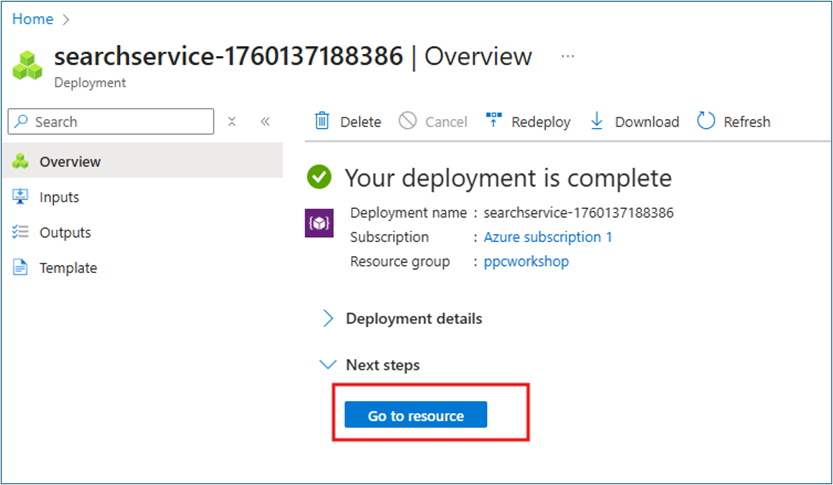 Home
searchservice-1760137188386 | Overview ...
Deployment
Search
Delete Cancel Redeploy Download Refresh
Overview
Inputs
Outputs
Template
Your deployment is complete
Deployment name : searchservice-1760137188386
Subscription : Azure subscription 1
Resource group : ppcworkshop
Deployment details
Next steps
Go to resource